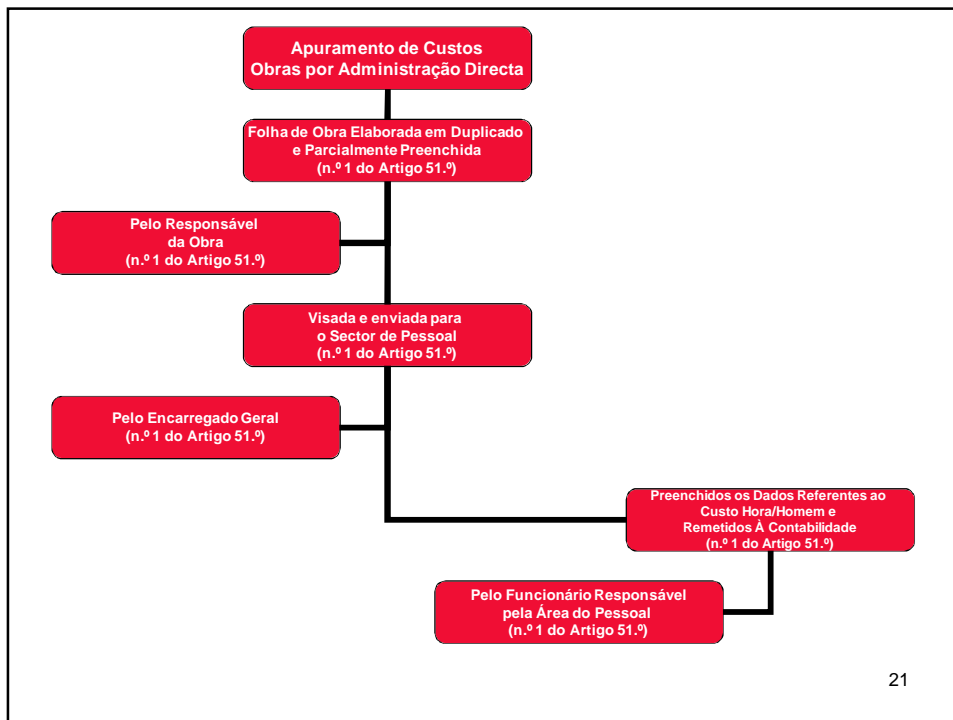 Apuramento de Custos
Obras por Administração Directa
Folha de Obra Elaborada em Duplicado
e Parcialmente Preenchida
(n.º 1 do Artigo 51.º)
Pelo Responsável
da Obra
(n.º 1 do Artigo 51.º)
Visada e enviada para
o Sector de Pessoal
(n.º 1 do Artigo 51.º)
Pelo Encarregado Geral
(n.º 1 do Artigo 51.º)
Preenchidos os Dados Referentes ao
Custo Hora/Homem e
Remetidos À Contabilidade
(n.º 1 do Artigo 51.º)
Pelo Funcionário Responsável
pela Área do Pessoal
(n.º 1 do Artigo 51.º)
21